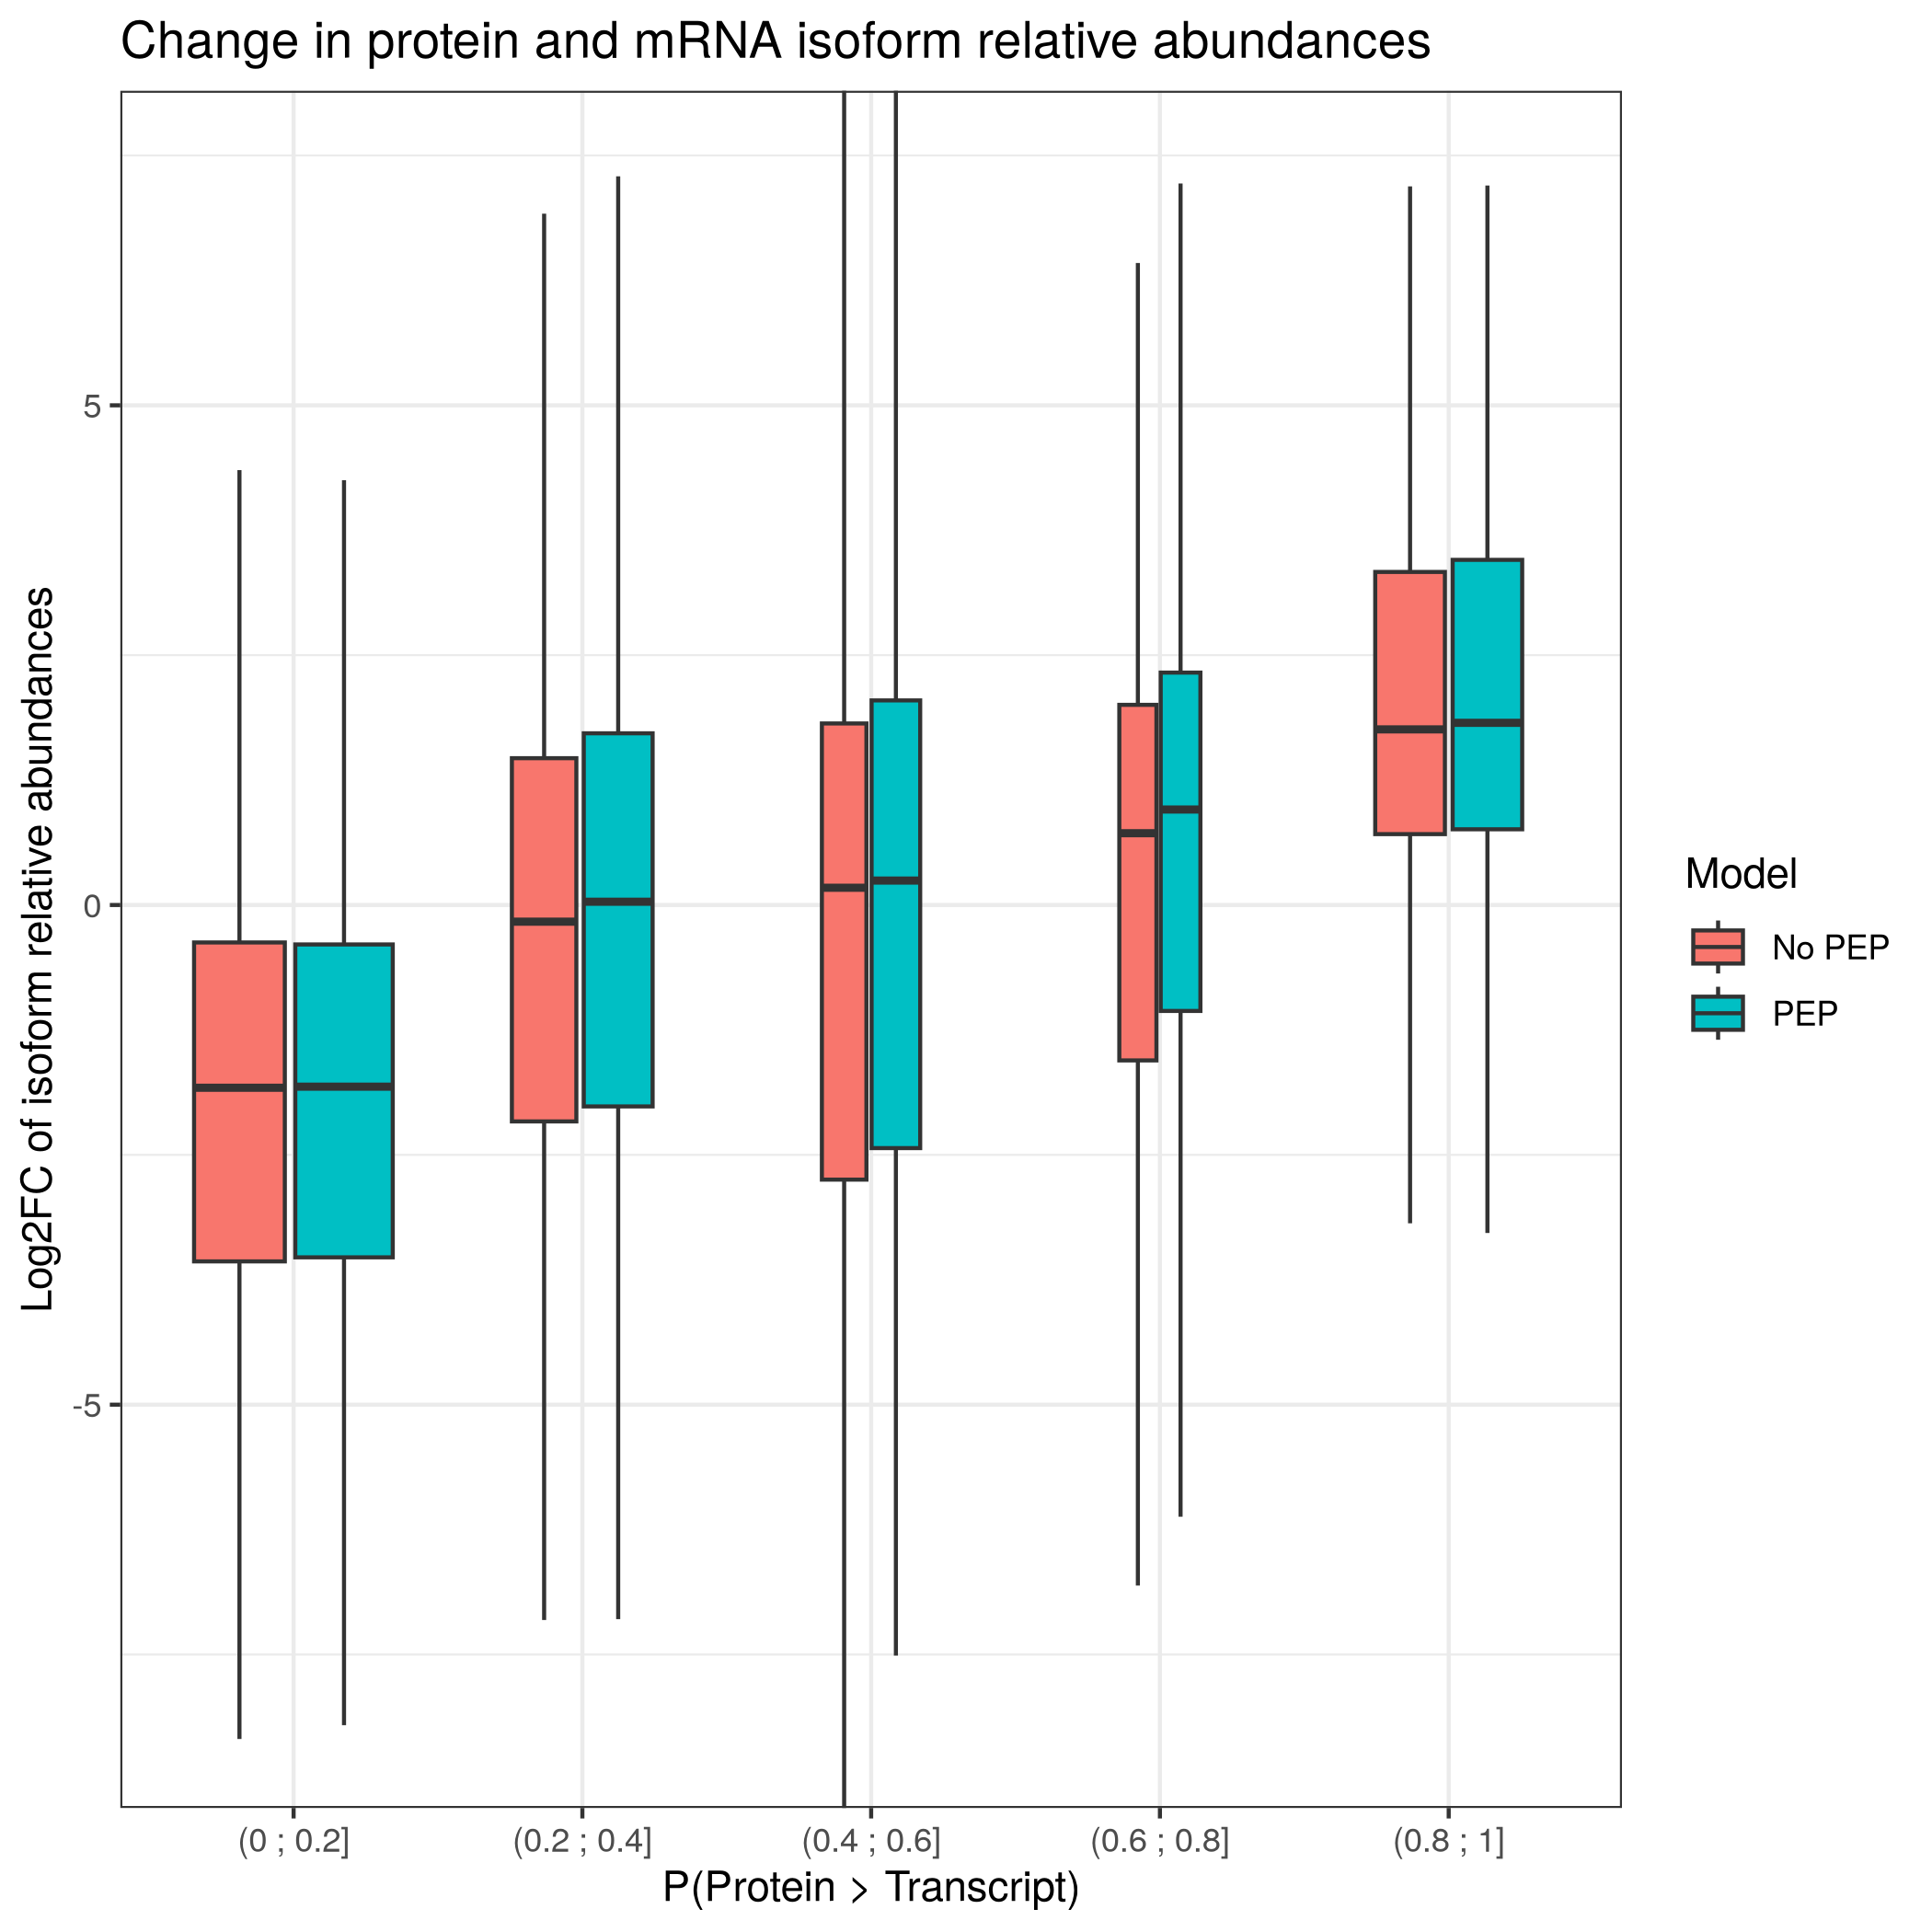 Change in protein and mRNA isoform relative abundances
Log2FC of isoform relative abundances
5
0
-5
(0 ; 0.2]
(0.2 ; 0.4]
(0.4 ; 0.6]
(0.6 ; 0.8]
(0.8 ; 1]
P(Protein > Transcript)
Model
No PEP
PEP